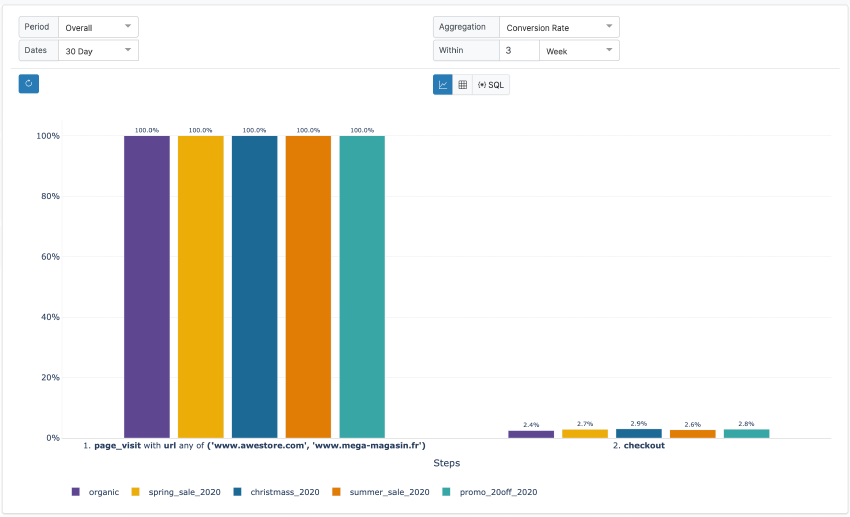 Period Overall
Aggregation Conversion Rate
Dates 30 Day
Within 3 Week
SQL
100.0% 100.0% 100.0% 100.0% 100.0%
100%
80%
60%
40%
20%
2.4% 2.7% 2.9% 2.6% 2.8%
0%
1. page_visit with url any of ('www.awestore.com', 'www.mega-magasin.fr') 2. checkout
Steps
organic spring_sale_2020 christmass_2020 summer_sale_2020 promo_20off_2020